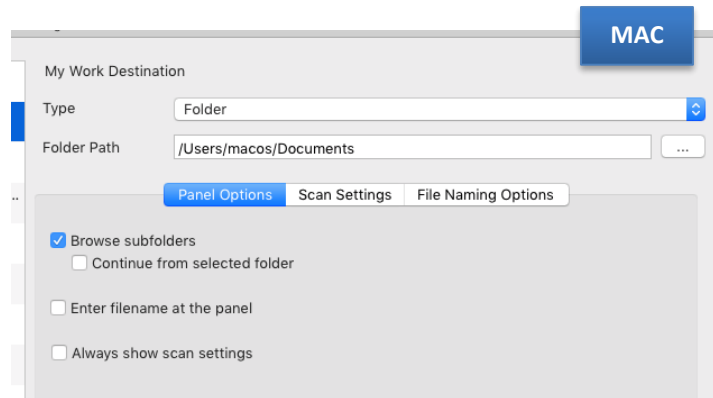 MAC
My Work Destination
Type Folder
Folder Path /Users/macos/Documents ...
Panel Options Scan Settings File Naming Options
Browse subfolders
Continue from selected folder
Enter filename at the panel
Always show scan settings